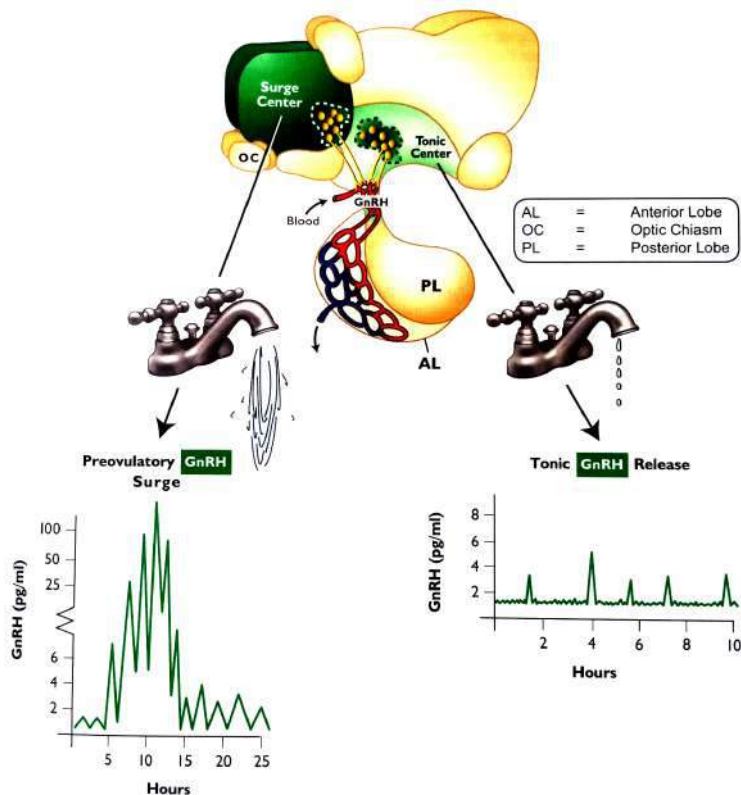 Surge
Center
OC
Tonic
Center
GnRH
Blood
AL = Anterior Lobe
OC = Optic Chiasm
PL = Posterior Lobe
PL
AL
Preovulatory GnRH
Surge
Tonic GnRH Release
GnRH (pg/ml)
100
50
25
6
4
2
5 10 15 20 25
Hours
GnRH (pg/ml)
8
6
4
2
2 4 6 8 10
Hours